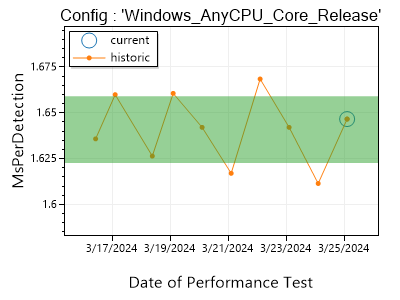 Config : 'Windows_AnyCPU_Core_Release'
current
historic
MsPerDetection
1.675
1.65
1.625
1.6
3/17/2024 3/19/2024 3/21/2024 3/23/2024 3/25/2024
Date of Performance Test